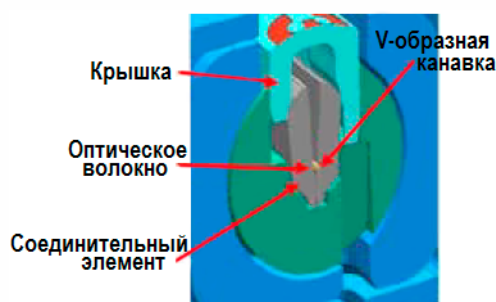 V-образная
канавка
Крышка
Оптическое
волокно
Соединительный
элемент